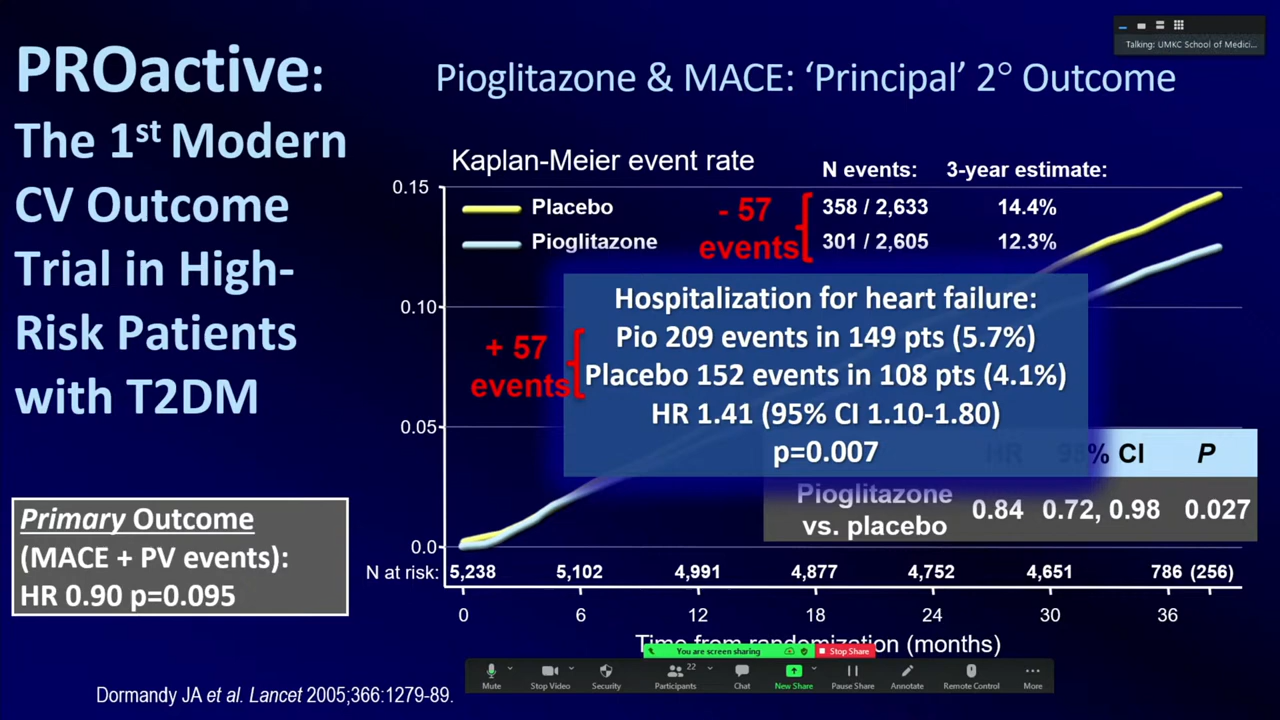 Talking: UMKC School of Medici...
PROactive:
The 1st Modern
CV Outcome
Trial in High-
Risk Patients
with T2DM
Pioglitazone & MACE: ‘Principal’ 2° Outcome
Kaplan-Meier event rate
N events: 3-year estimate:
0.15
Placebo
358 / 2,633 14.4%
Pioglitazone
301 / 2,605 12.3%
- 57
events
Hospitalization for heart failure:
Pio 209 events in 149 pts (5.7%)
Placebo 152 events in 108 pts (4.1%)
HR 1.41 (95% CI 1.10-1.80)
p=0.007
+ 57
events
0.10
0.05
0.0
HR 95% CI P
Pioglitazone
vs. placebo
0.84 0.72, 0.98 0.027
N at risk: 5,238 5,102 4,991 4,877 4,752 4,651 786 (256)
0 6 12 18 24 30 36
Time from randomization (months)
Primary Outcome
(MACE + PV events):
HR 0.90 p=0.095
Dormandy JA et al. Lancet 2005;366:1279-89.
You are screen sharing
Stop Share
22
Mute
Stop Video
Security
Participants
Chat
New Share
Pause Share
Annotate
Remote Control
More